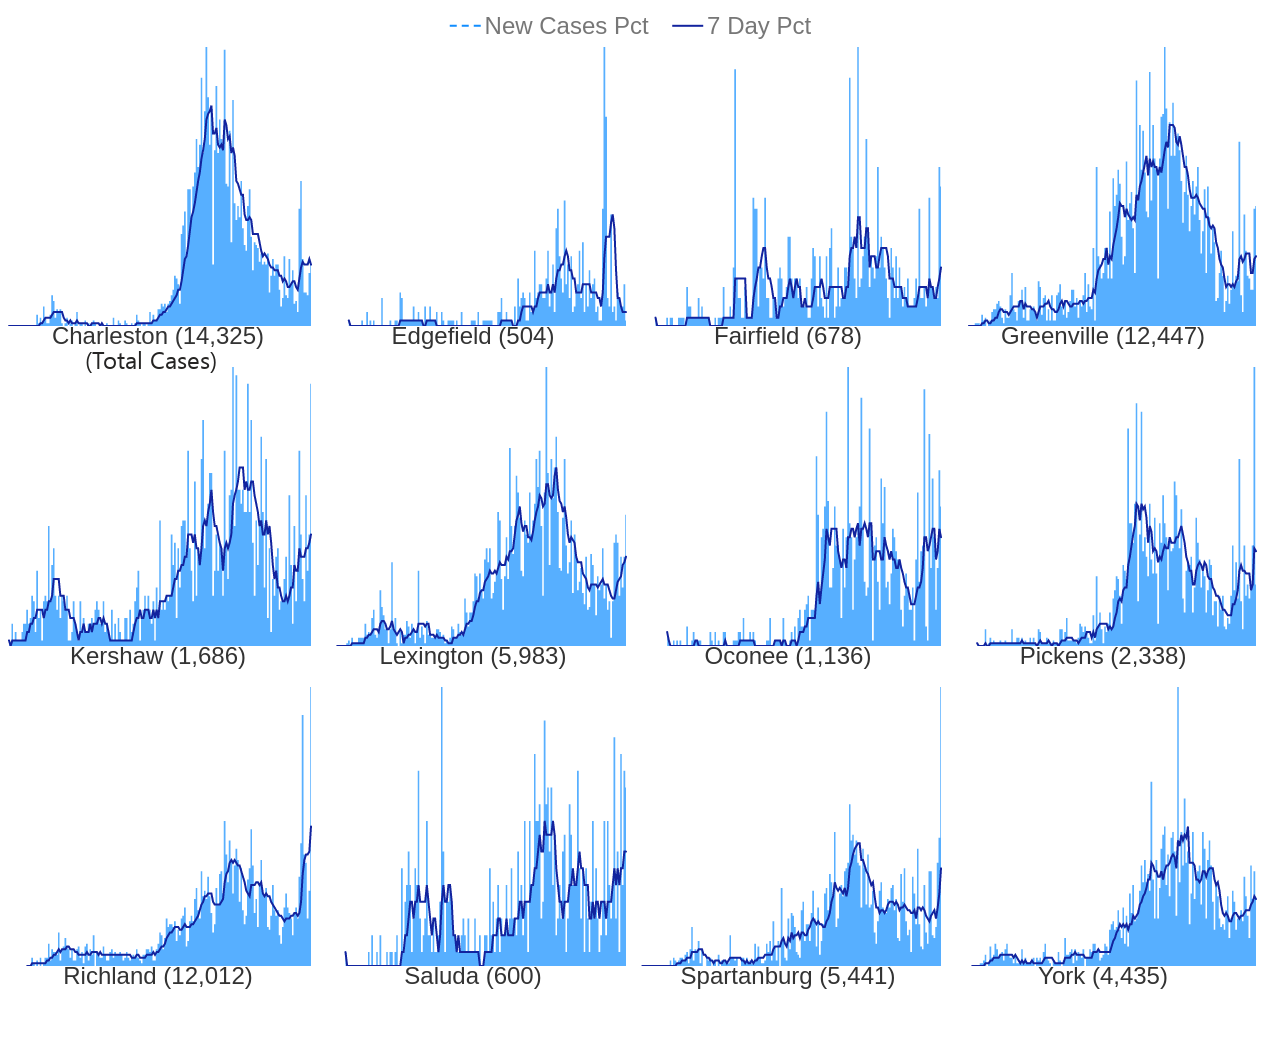 New Cases Pct 7 Day Pct
Charleston (14,325) Edgefield (504) Fairfield (678) Greenville (12,447)
(Total Cases)
Kershaw (1,686) Lexington (5,983) Oconee (1,136) Pickens (2,338)
Richland (12,012) Saluda (600) Spartanburg (5,441) York (4,435)